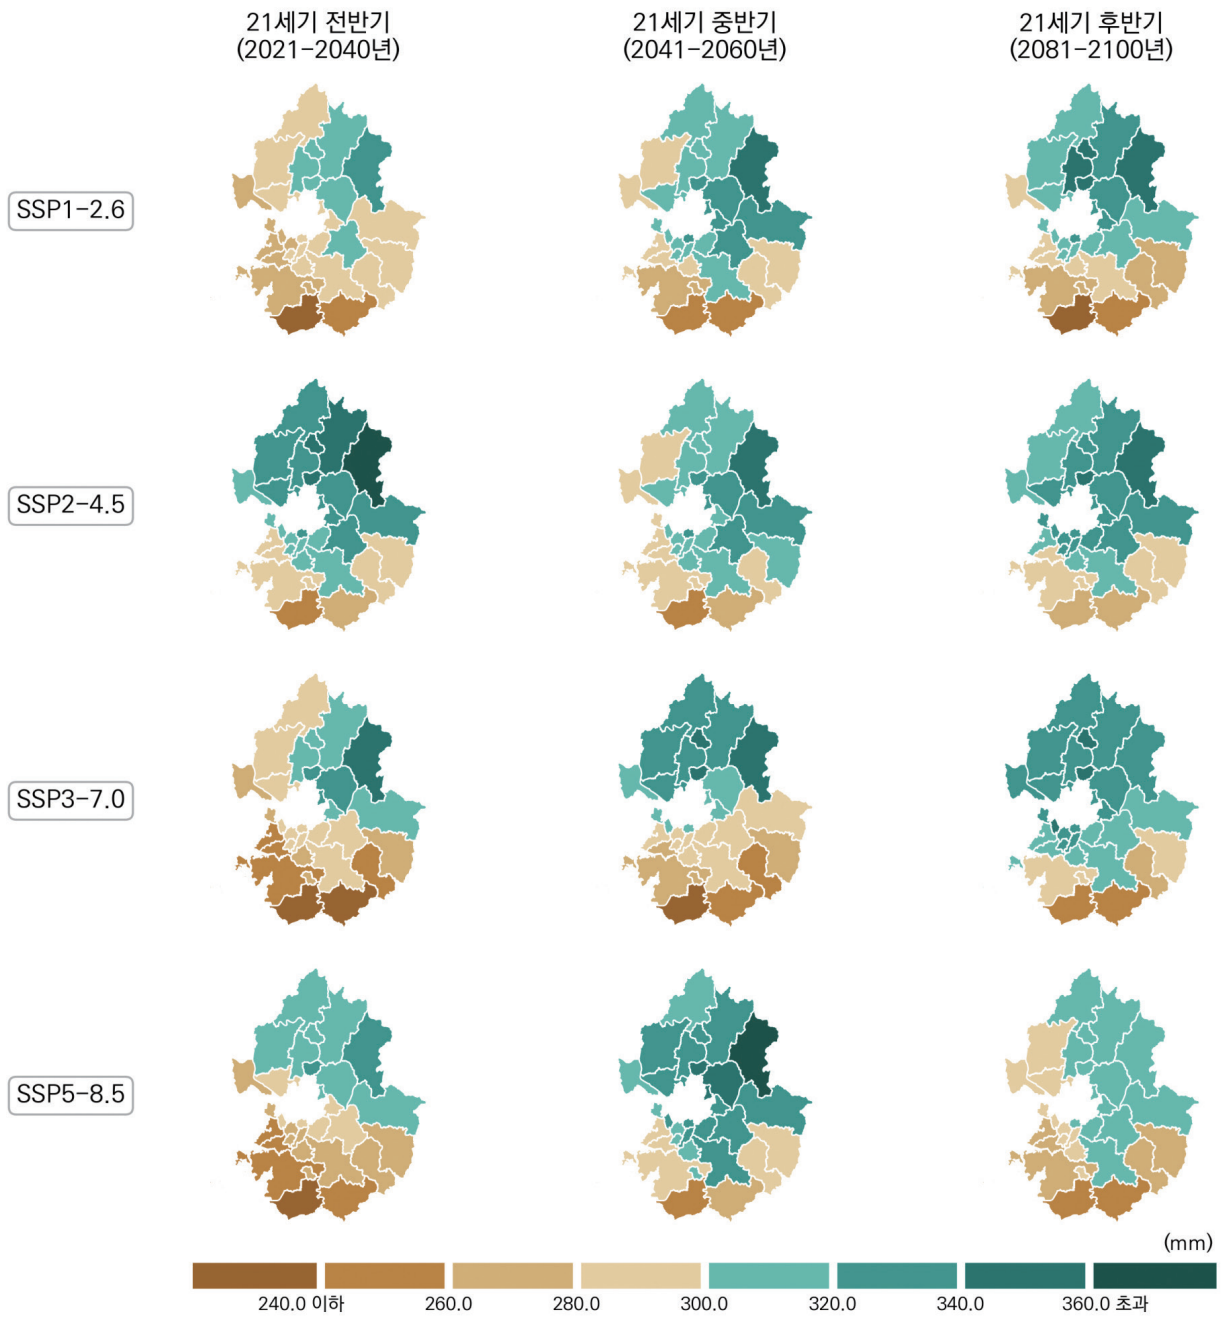 21세기 전반기
(2021-2040년)
21세기 중반기
(2041-2060년)
21세기 후반기
(2081-2100년)
SSP1-2.6
SSP2-4.5
SSP3-7.0
SSP5-8.5
(mm)
240.0 이하 260.0 280.0 300.0 320.0 340.0 360.0 초과